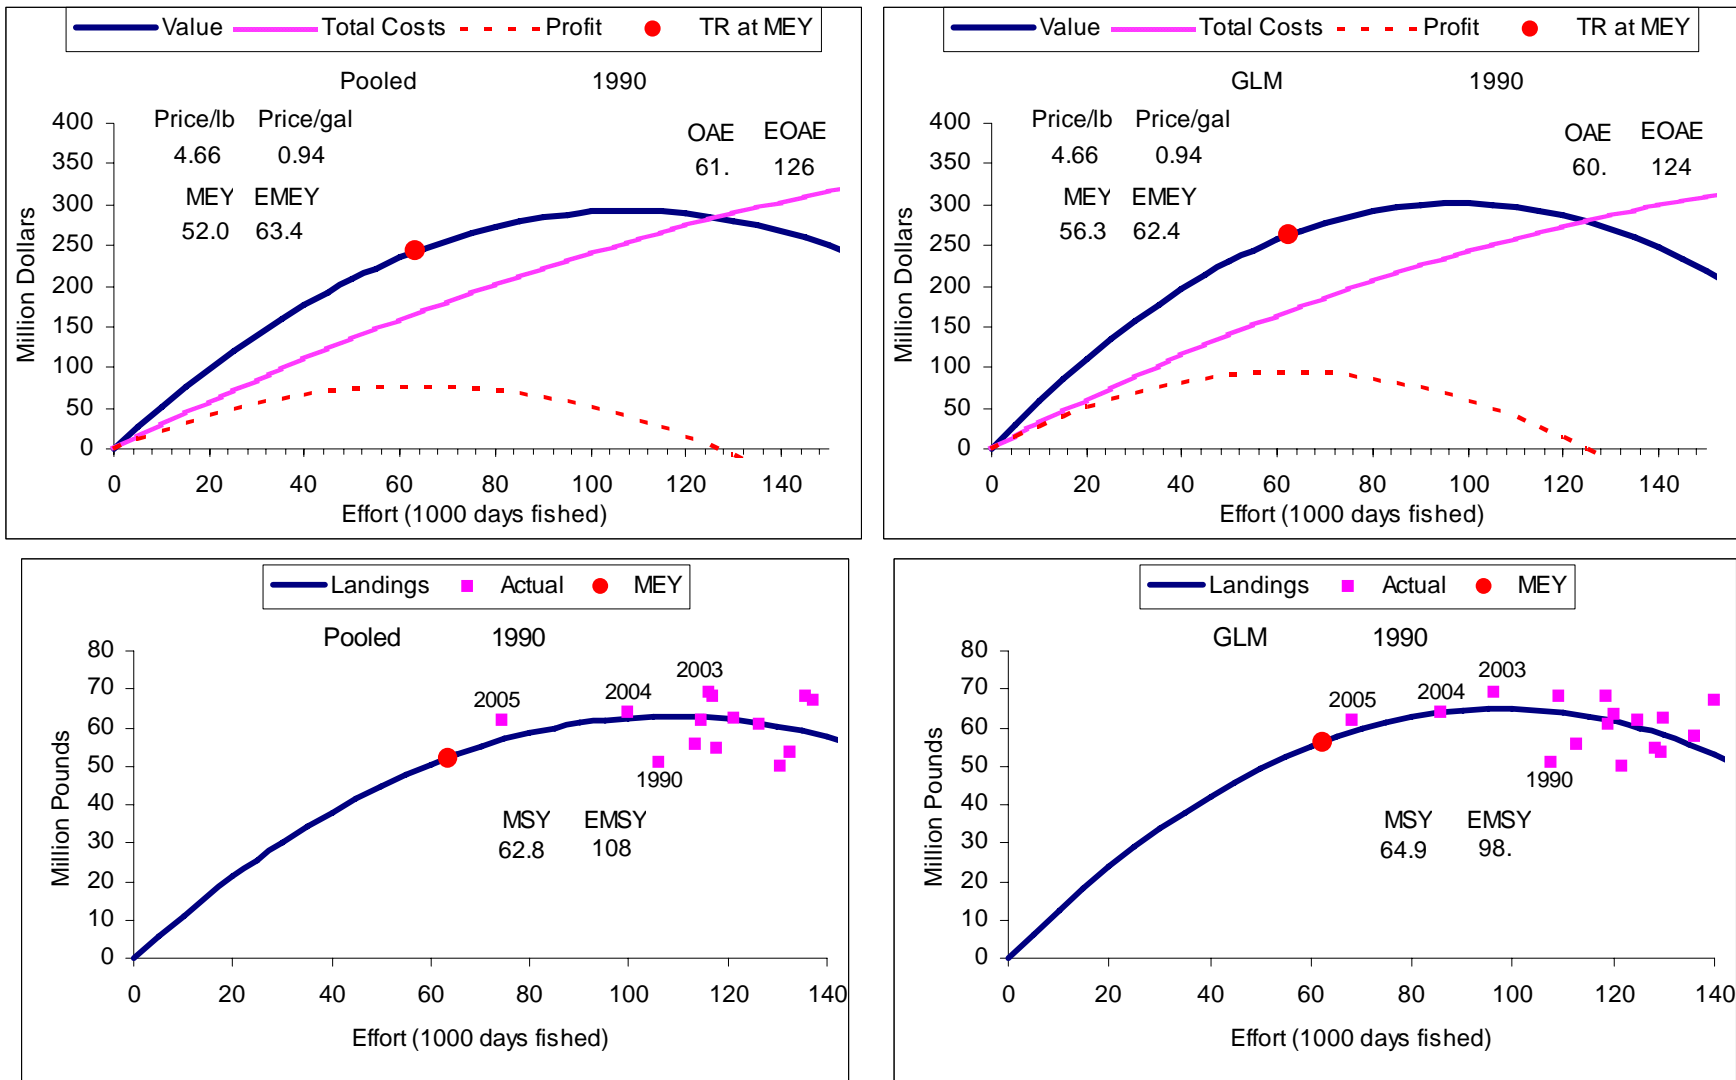 Value Total Costs Profit TR at MEY
Pooled 1990
Price/lb Price/gal
4.66 0.94
OAE EOAE
61. 126
MEY EMEY
52.0 63.4
Million Dollars
400
350
300
250
200
150
100
50
0
0 20 40 60 80 100 120 140
Effort (1000 days fished)
Value Total Costs Profit TR at MEY
GLM 1990
Price/lb Price/gal
4.66 0.94
OAE EOAE
60. 124
MEY EMEY
56.3 62.4
Million Dollars
400
350
300
250
200
150
100
50
0
0 20 40 60 80 100 120 140
Effort (1000 days fished)
Landings Actual MEY
Pooled 1990
Million Pounds
80
70
60
50
40
30
20
10
0
2005
2004
2003
1990
MSY EMSY
62.8 108
0 20 40 60 80 100 120 140
Effort (1000 days fished)
Landings Actual MEY
GLM 1990
Million Pounds
80
70
60
50
40
30
20
10
0
2005
2004
2003
1990
MSY EMSY
64.9 98.
0 20 40 60 80 100 120 140
Effort (1000 days fished)